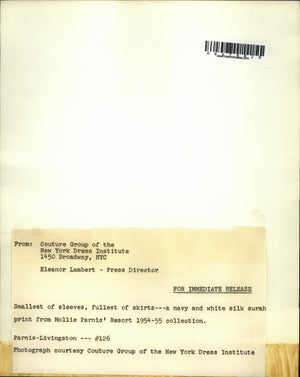 From: Couture Group of the
New York Dress Institute
1450 Broadway, NYC
Eleanor Lambert - Press Director
FOR IMMEDIATE RELEASE
Smallest of sleeves, fullest of skirts---a navy and white silk surah
print from Mollie Parnis' Resort 1954-55 collection.
Parnis-Livingston --- #126
Photograph courtesy Couture Group of the New York Dress Institute